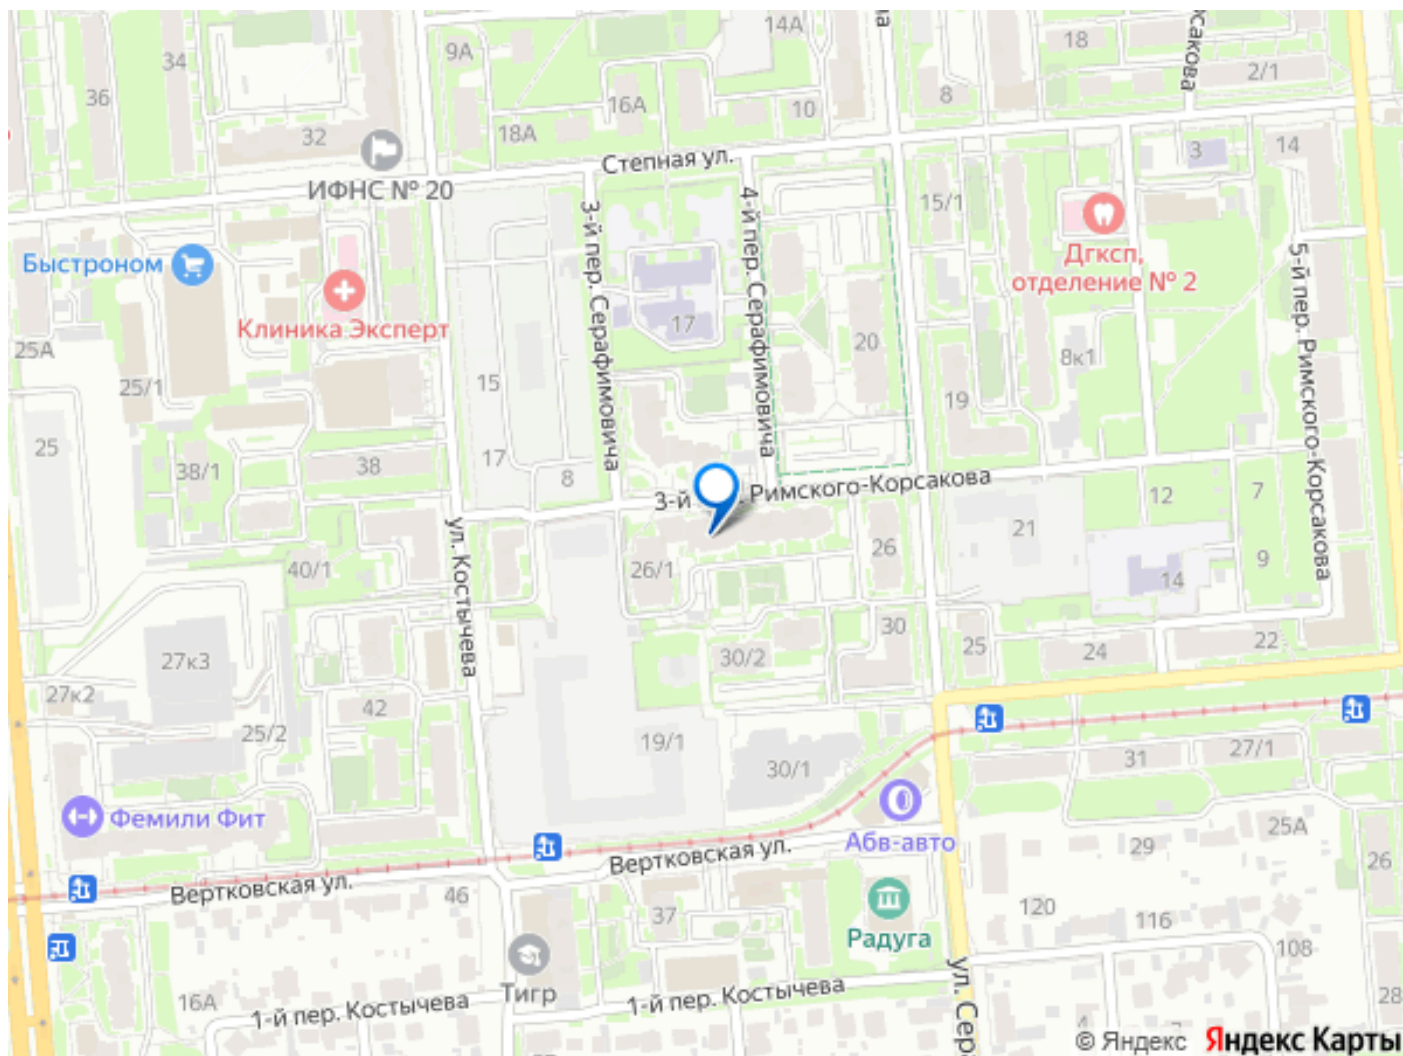 14А
на
рсакова
34
9А
18
2/1
36
16А
10
8
32
18А
Степная ул.
3
14
ИФНС № 20
15/1
3-й пер. Серафимовича
4-й пер. Серафимовича
Быстроном
Дгксп,
отделение № 2
5-й пер. Римского-Корсакова
Клиника Эксперт
17
20
25А
8к1
25/1
15
19
25
38/1
38
17
8
3-й
Римского-Корсакова
12
7
21
ул. Костычева
26
9
40/1
26/1
14
30
27к3
30/2
25
24
22
27к2
42
25/2
19/1
30/1
31
27/1
Фемили Фит
Абв-авто
25А
29
Вертковская ул.
26
Вертковская ул.
46
37
120
116
Радуга
108
Тигр
16А
1-й пер. Костычева
1-й пер. Костычева
ул. Сер
28
4
© Яндекс Яндекс Карты